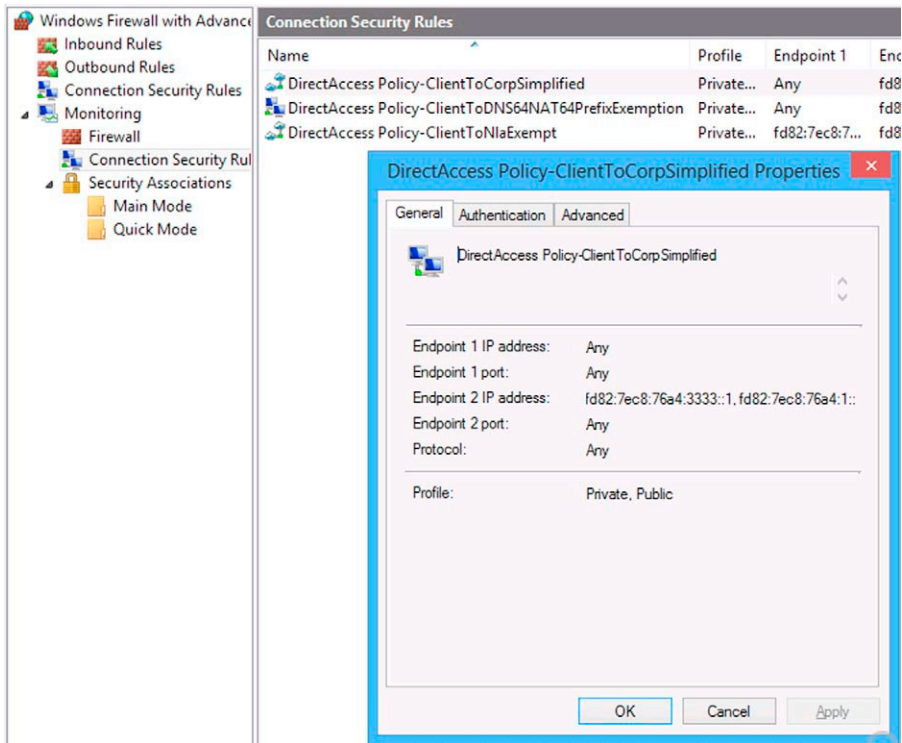 Windows Firewall with Advance
Inbound Rules
Outbound Rules
Connection Security Rules
Monitoring
Firewall
Connection Security Rul
Security Associations
Main Mode
Quick Mode
Connection Security Rules
Name Profile Endpoint 1 End
DirectAccess Policy-ClientToCorpSimplified Private... Any fd8
DirectAccess Policy-ClientToDNS64NAT64PrefixExemption Private... Any fd8
DirectAccess Policy-ClientToNlaExempt Private... fd82:7ec8:7... fd8
DirectAccess Policy-ClientToCorpSimplified Properties
General Authentication Advanced
DirectAccess Policy-ClientToCorpSimplified
Endpoint 1 IP address: Any
Endpoint 1 port: Any
Endpoint 2 IP address: fd82:7ec8:76a4:3333::1, fd82:7ec8:76a4:1::
Endpoint 2 port: Any
Protocol: Any
Profile: Private, Public
OK Cancel Apply